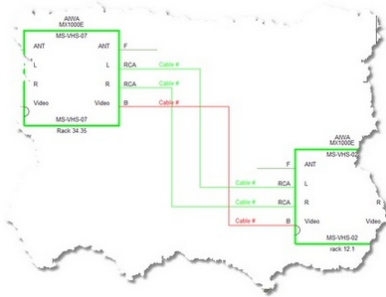 AIWA
MX1000E
MS-VHS-07
ANT ANT F
L L RCA Cable #
R R RCA Cable #
Video Video B Cable #
MS-VHS-07
Rack 34.35
AIWA
MX1000E
MS-VHS-02
F ANT
Cable # RCA L L
Cable # RCA R R
Cable # B Video Video
MS-VHS-02
rack 12.1